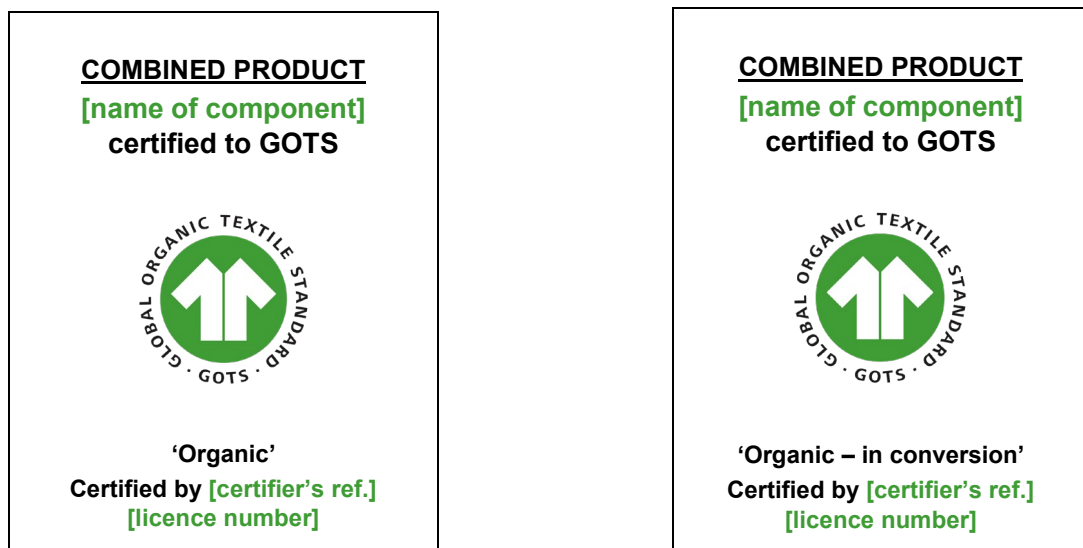 COMBINED PRODUCT
[name of component]
certified to GOTS
GLOBAL ORGANIC TEXTILE STANDARD · GOTS ·
‘Organic’
Certified by [certifier’s ref.]
[licence number]
COMBINED PRODUCT
[name of component]
certified to GOTS
GLOBAL ORGANIC TEXTILE STANDARD · GOTS ·
‘Organic – in conversion’
Certified by [certifier’s ref.]
[licence number]